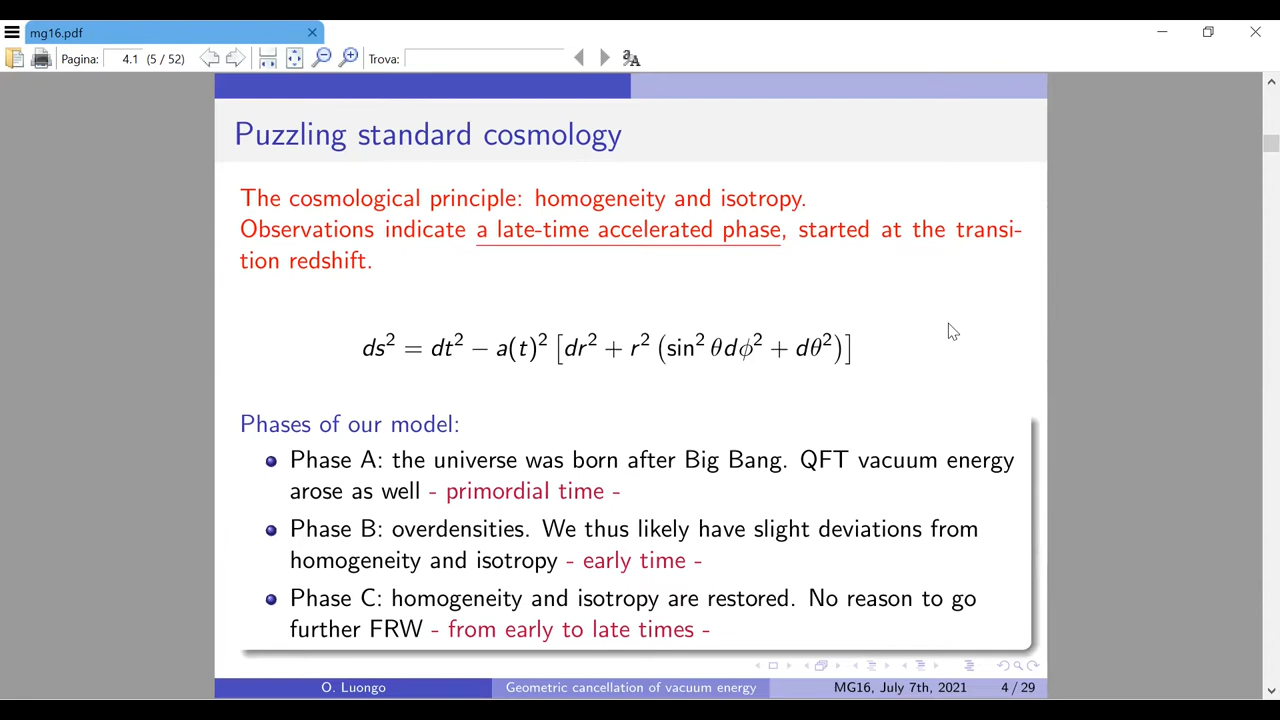 mg16.pdf
Pagina: 4.1 (5 / 52) Trova:
Puzzling standard cosmology
The cosmological principle: homogeneity and isotropy.
Observations indicate a late-time accelerated phase, started at the transi-
tion redshift.
ds² = dt² − a(t)² [dr² + r² (sin² θdϕ² + dθ²)]
Phases of our model:
Phase A: the universe was born after Big Bang. QFT vacuum energy
arose as well - primordial time -
Phase B: overdensities. We thus likely have slight deviations from
homogeneity and isotropy - early time -
Phase C: homogeneity and isotropy are restored. No reason to go
further FRW - from early to late times -
O. Luongo Geometric cancellation of vacuum energy MG16, July 7th, 2021 4 / 29